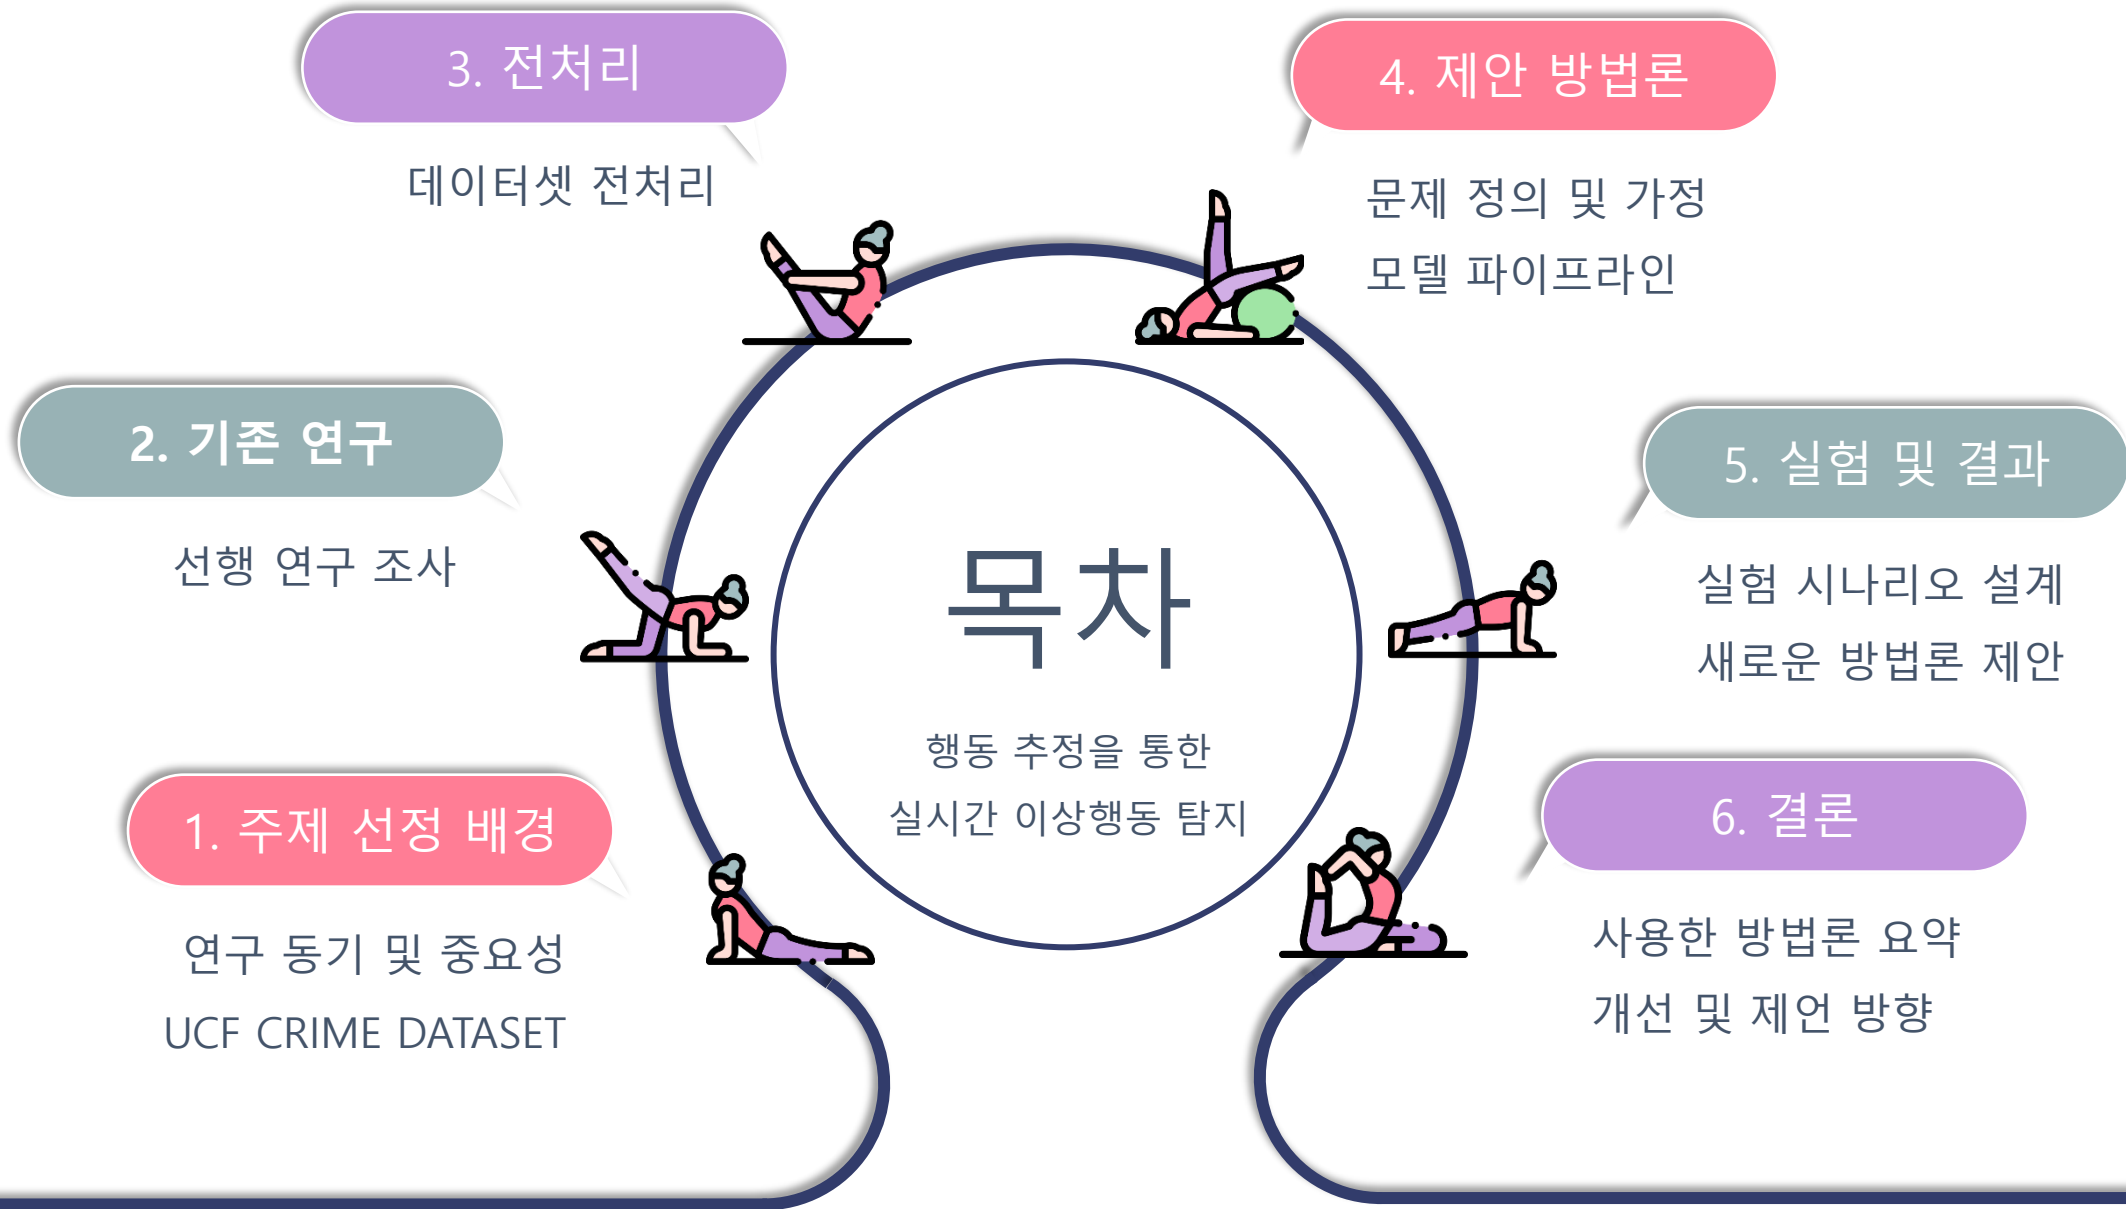 목차
행동 추정을 통한
실시간 이상행동 탐지
1. 주제 선정 배경
연구 동기 및 중요성
UCF CRIME DATASET
2. 기존 연구
선행 연구 조사
3. 전처리
데이터셋 전처리
4. 제안 방법론
문제 정의 및 가정
모델 파이프라인
5. 실험 및 결과
실험 시나리오 설계
새로운 방법론 제안
6. 결론
사용한 방법론 요약
개선 및 제언 방향